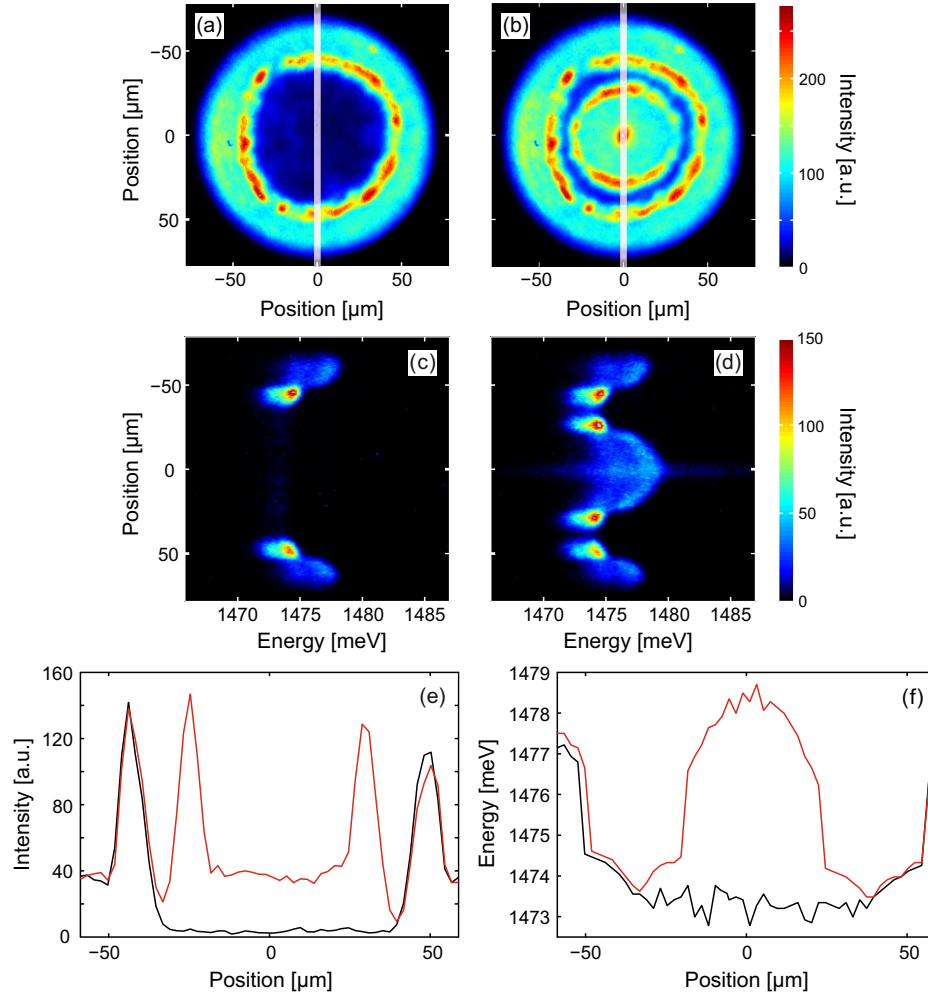 (a)
(b)
Position [µm]
−50
0
50
−50
0
50
Position [µm]
−50
0
50
Position [µm]
200
100
0
Intensity [a.u.]
(c)
(d)
Position [µm]
−50
0
50
1470
1475
1480
1485
Energy [meV]
1470
1475
1480
1485
Energy [meV]
150
100
50
0
Intensity [a.u.]
(e)
Intensity [a.u.]
160
120
80
40
0
−50
0
50
Position [µm]
(f)
Energy [meV]
1479
1478
1477
1476
1475
1474
1473
−50
0
50
Position [µm]